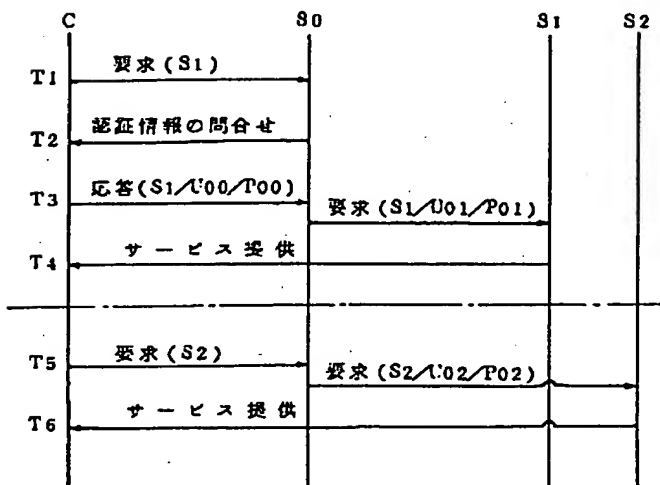 C S0 S1 S2
T1 要求(S1)
T2 認証情報の問合せ
T3 応答(S1/U00/P00) 要求(S1/U01/P01)
T4 サービス提供
T5 要求(S2) 要求(S2/U02/P02)
T6 サービス提供